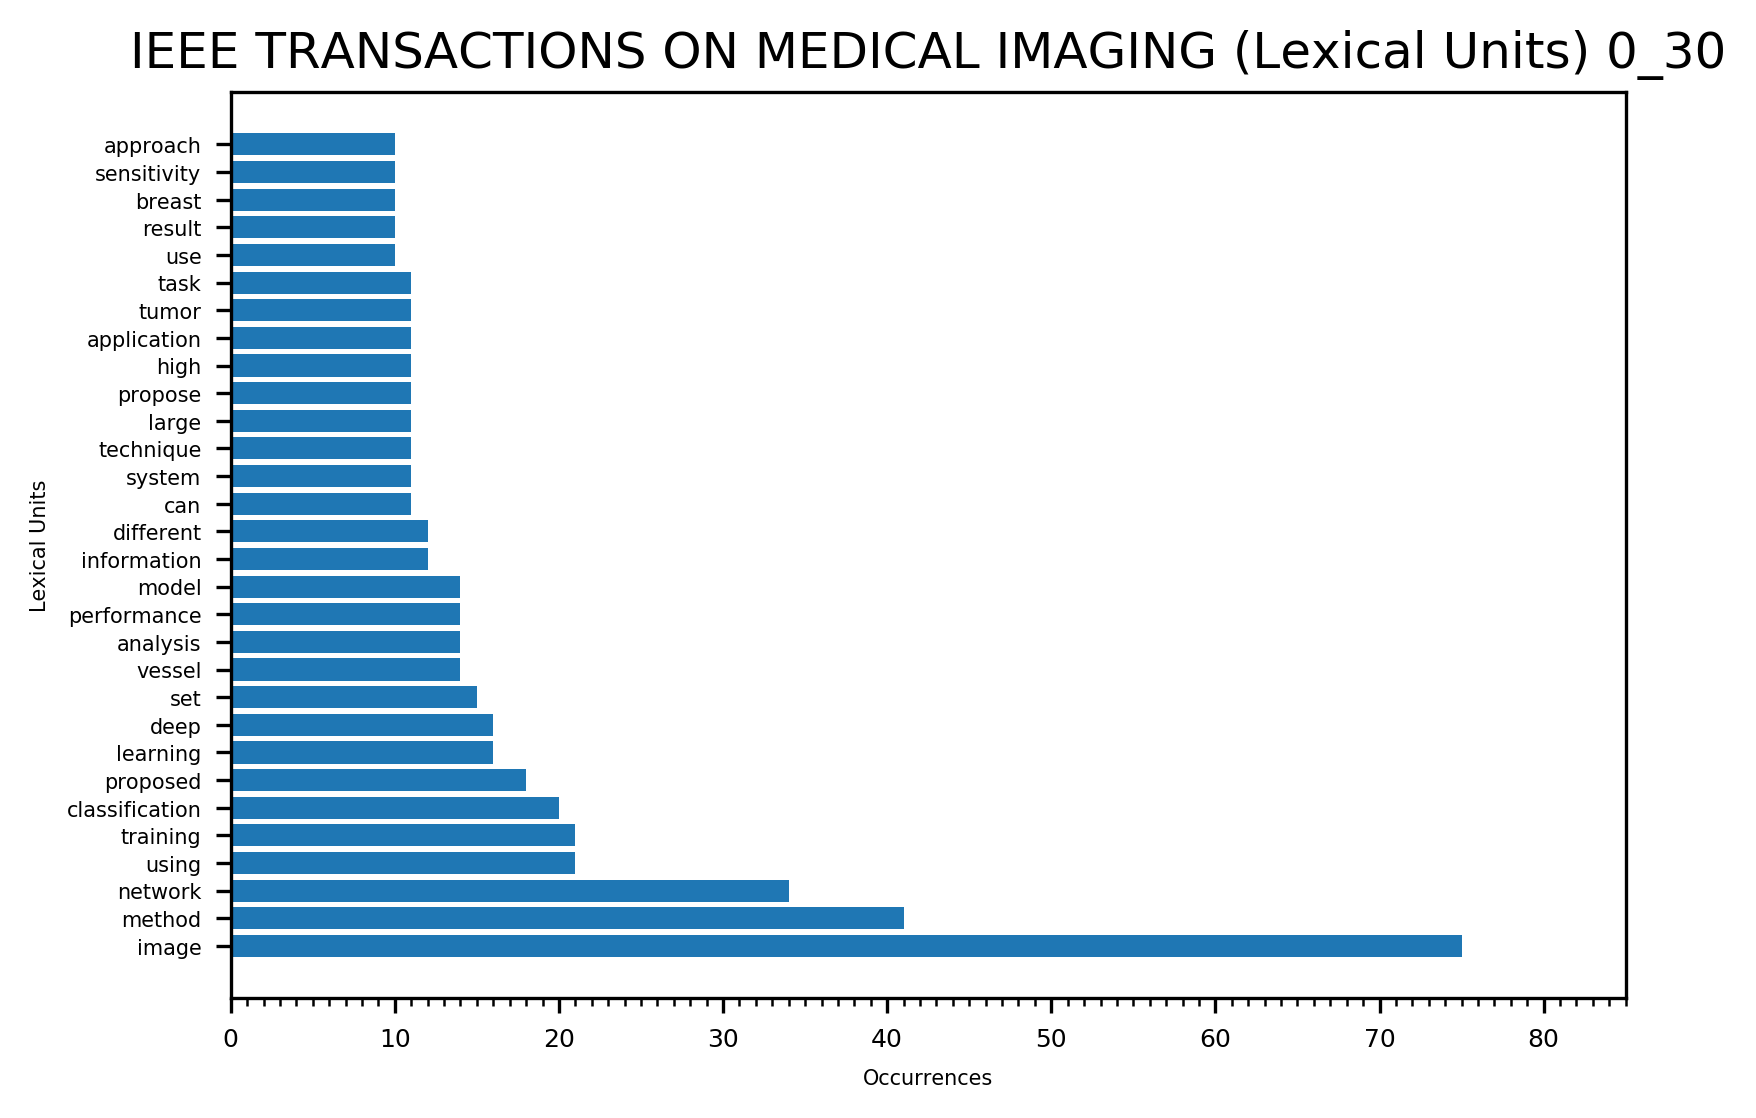 IEEE TRANSACTIONS ON MEDICAL IMAGING (Lexical Units) 0_30
approach
sensitivity
breast
result
use
task
tumor
application
high
propose
large
technique
system
can
different
information
model
performance
analysis
vessel
set
deep
learning
proposed
classification
training
using
network
method
image
Lexical Units
0 10 20 30 40 50 60 70 80
Occurrences